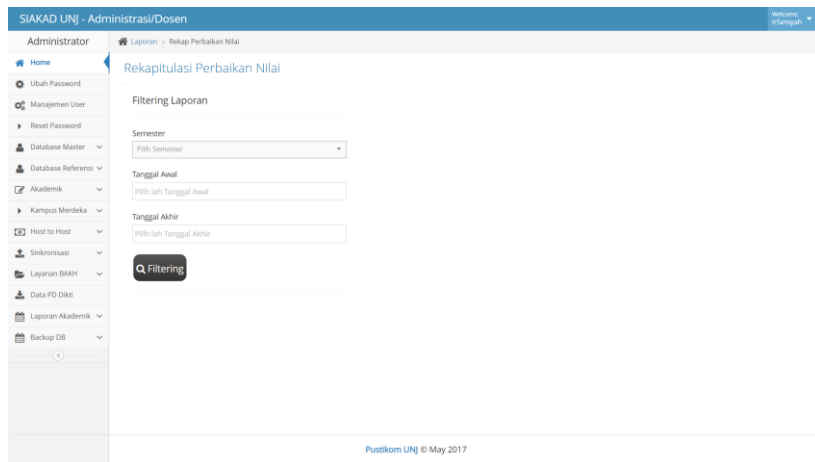 SIAKAD UNJ - Administrasi/Dosen
Welcome,
Irfansyah
Administrator
Laporan > Rekap Perbaikan Nilai
Home
Ubah Password
Manajemen User
Reset Password
Database Master
Database Referensi
Akademik
Kampus Merdeka
Host to Host
Sinkronisasi
Layanan BAKH
Data PD Dikti
Laporan Akademik
Backup DB
Rekapitulasi Perbaikan Nilai
Filtering Laporan
Semester
Pilih Semester
Tanggal Awal
Pilih lah Tanggal Awal
Tanggal Akhir
Pilih lah Tanggal Akhir
Filtering
Pustikom UNJ © May 2017